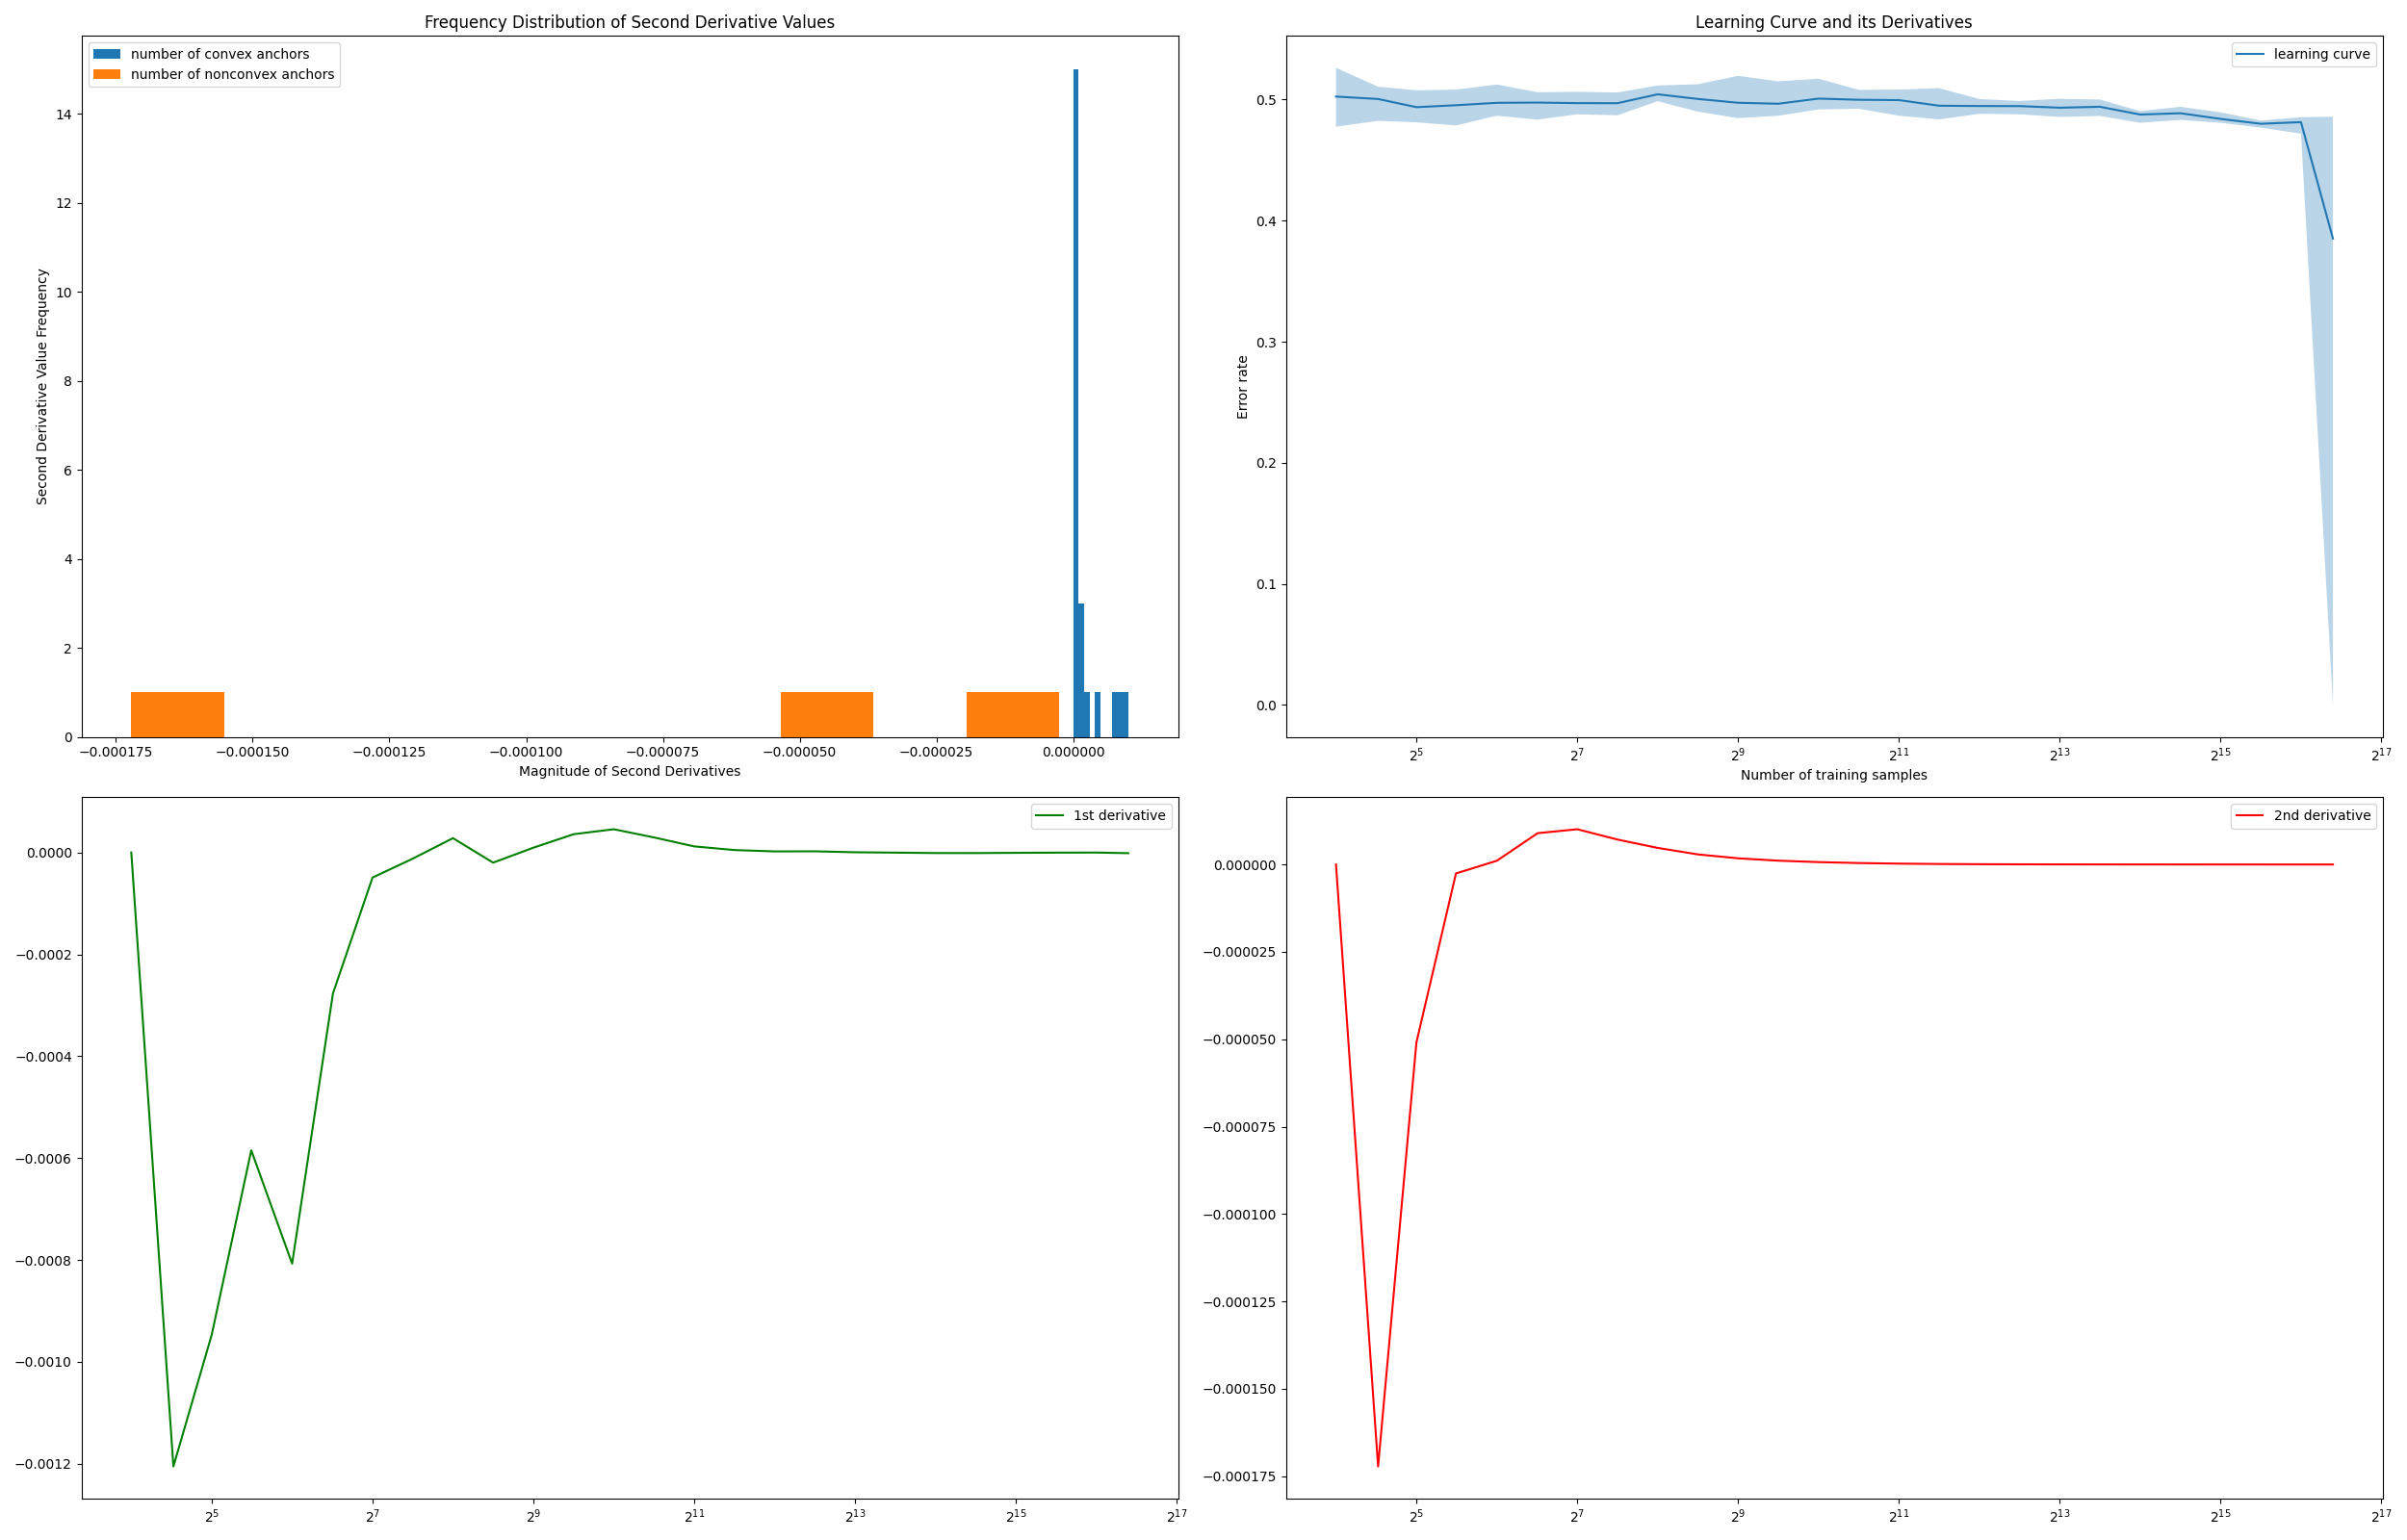 Frequency Distribution of Second Derivative Values
number of convex anchors
number of nonconvex anchors
Second Derivative Value Frequency
14
12
10
8
6
4
2
0
−0.000175 −0.000150 −0.000125 −0.000100 −0.000075 −0.000050 −0.000025 0.000000
Magnitude of Second Derivatives
Learning Curve and its Derivatives
learning curve
Error rate
0.5
0.4
0.3
0.2
0.1
0.0
2^5 2^7 2^9 2^11 2^13 2^15 2^17
Number of training samples
1st derivative
0.0000
−0.0002
−0.0004
−0.0006
−0.0008
−0.0010
−0.0012
2^5 2^7 2^9 2^11 2^13 2^15 2^17
2nd derivative
0.000000
−0.000025
−0.000050
−0.000075
−0.000100
−0.000125
−0.000150
−0.000175
2^5 2^7 2^9 2^11 2^13 2^15 2^17